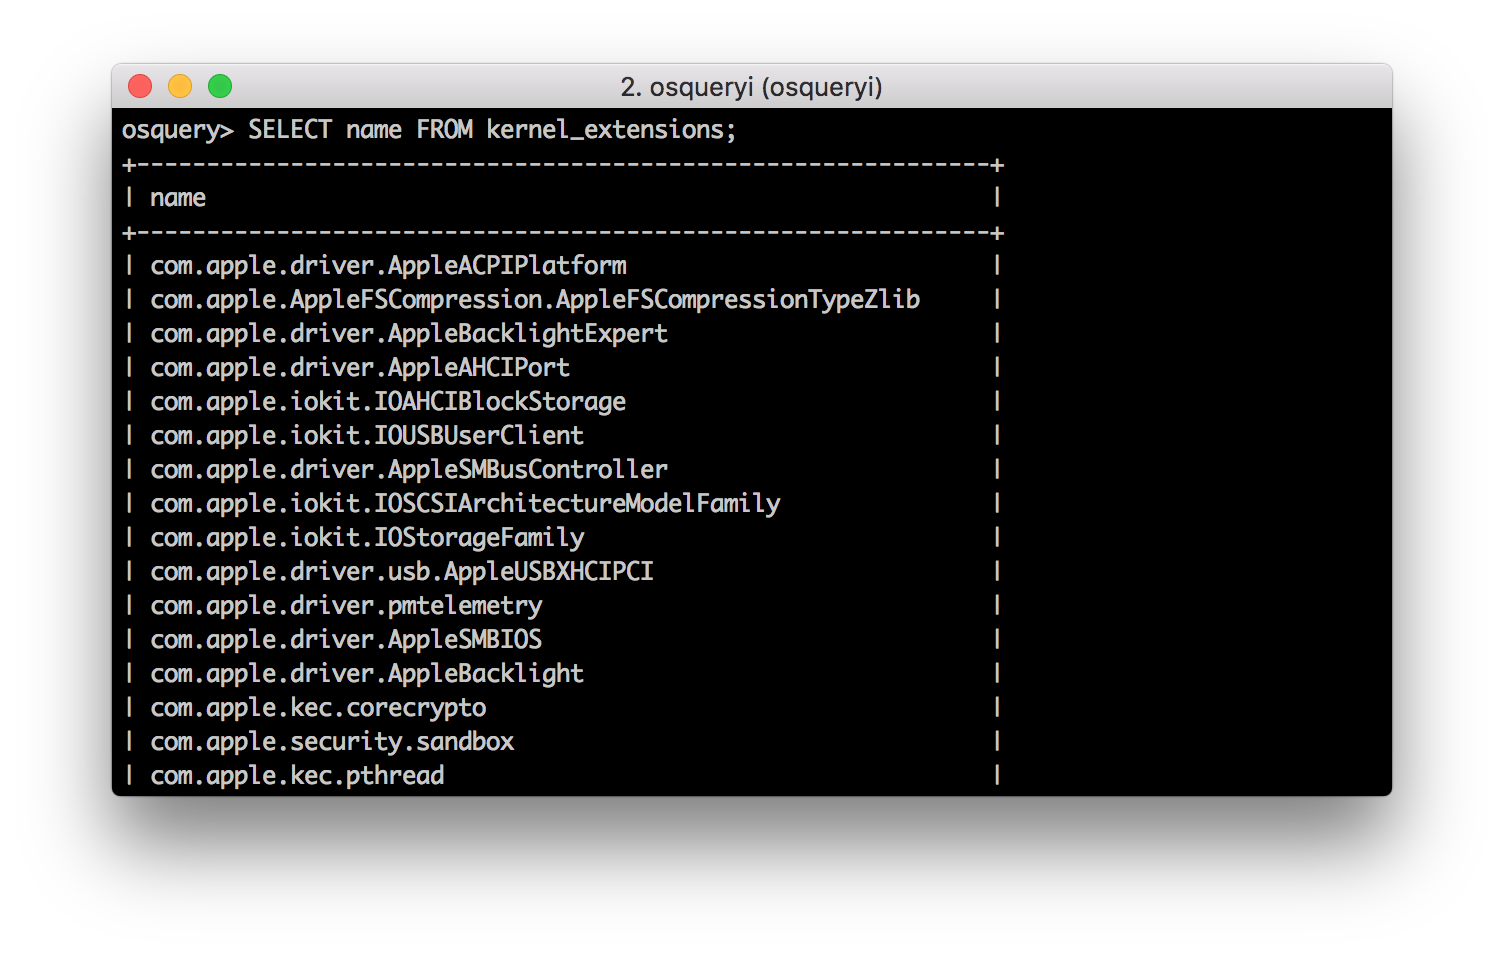 2. osqueryi (osqueryi)
osquery> SELECT name FROM kernel_extensions;
+-------------------------------------------------------------+
| name                                                        |
+-------------------------------------------------------------+
| com.apple.driver.AppleACPIPlatform                          |
| com.apple.AppleFSCompression.AppleFSCompressionTypeZlib     |
| com.apple.driver.AppleBacklightExpert                       |
| com.apple.driver.AppleAHCIPort                              |
| com.apple.iokit.IOAHCIBlockStorage                          |
| com.apple.iokit.IOUSBUserClient                             |
| com.apple.driver.AppleSMBusController                       |
| com.apple.iokit.IOSCSIArchitectureModelFamily               |
| com.apple.iokit.IOStorageFamily                             |
| com.apple.driver.usb.AppleUSBXHCIPCI                        |
| com.apple.driver.pmtelemetry                                |
| com.apple.driver.AppleSMBIOS                                |
| com.apple.driver.AppleBacklight                             |
| com.apple.kec.corecrypto                                    |
| com.apple.security.sandbox                                  |
| com.apple.kec.pthread                                       |